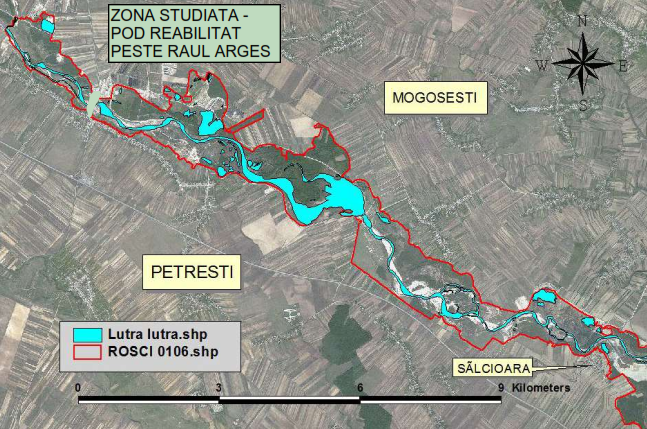 ZONA STUDIATA -
POD REABILITAT
PESTE RAUL ARGES
N
W E
S
MOGOSESTI
PETRESTI
Lutra lutra.shp
ROSCI 0106.shp
SÃLCIOARA
0 3 6 9 Kilometers